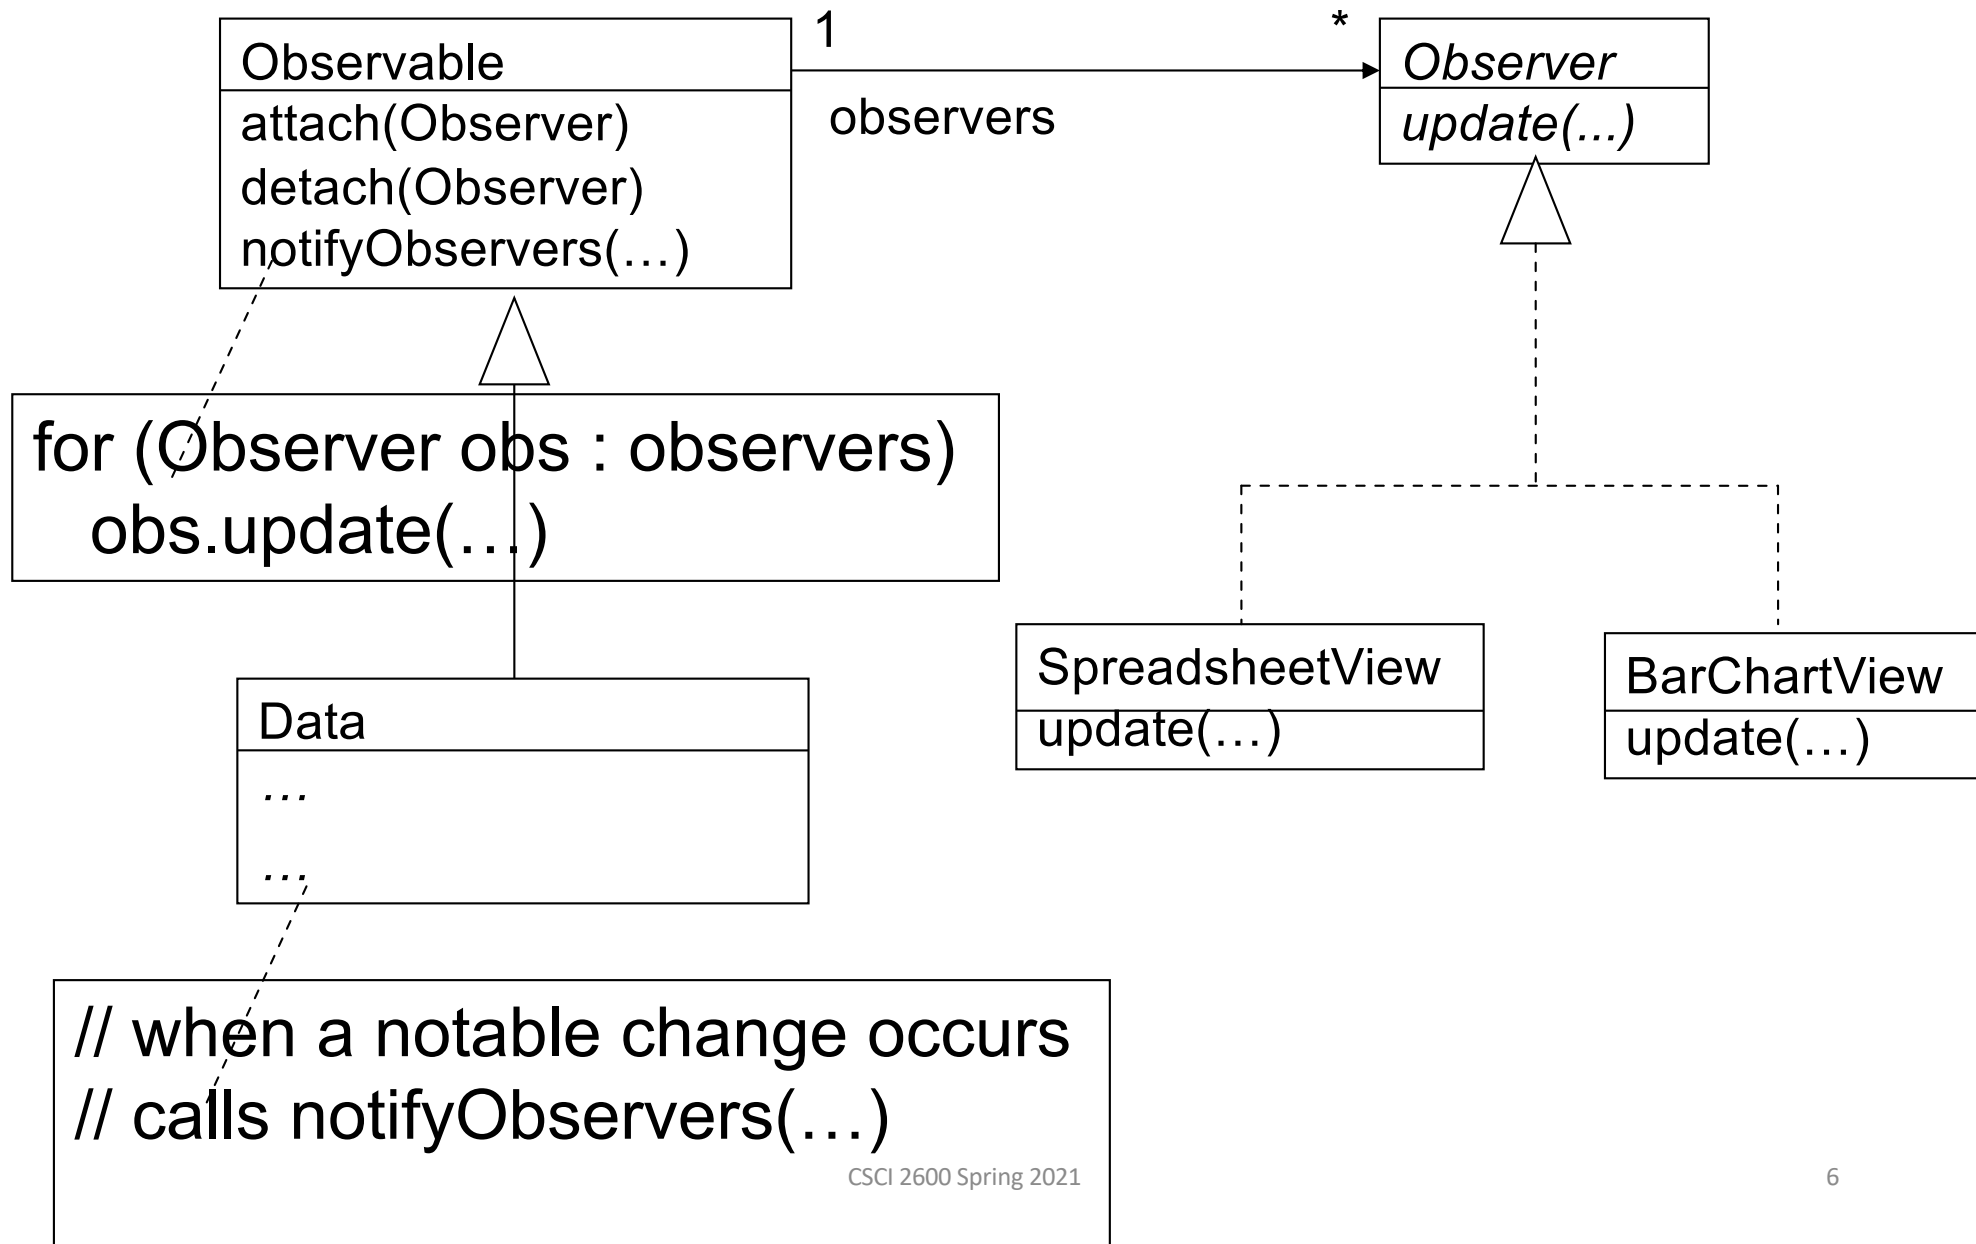 Observable
attach(Observer)
detach(Observer)
notifyObservers(…)
1
*
observers
Observer
update(...)
for (Observer obs : observers)
obs.update(…)
SpreadsheetView
update(…)
BarChartView
update(…)
Data
…
…
// when a notable change occurs
// calls notifyObservers(…)
CSCI 2600 Spring 2021
6